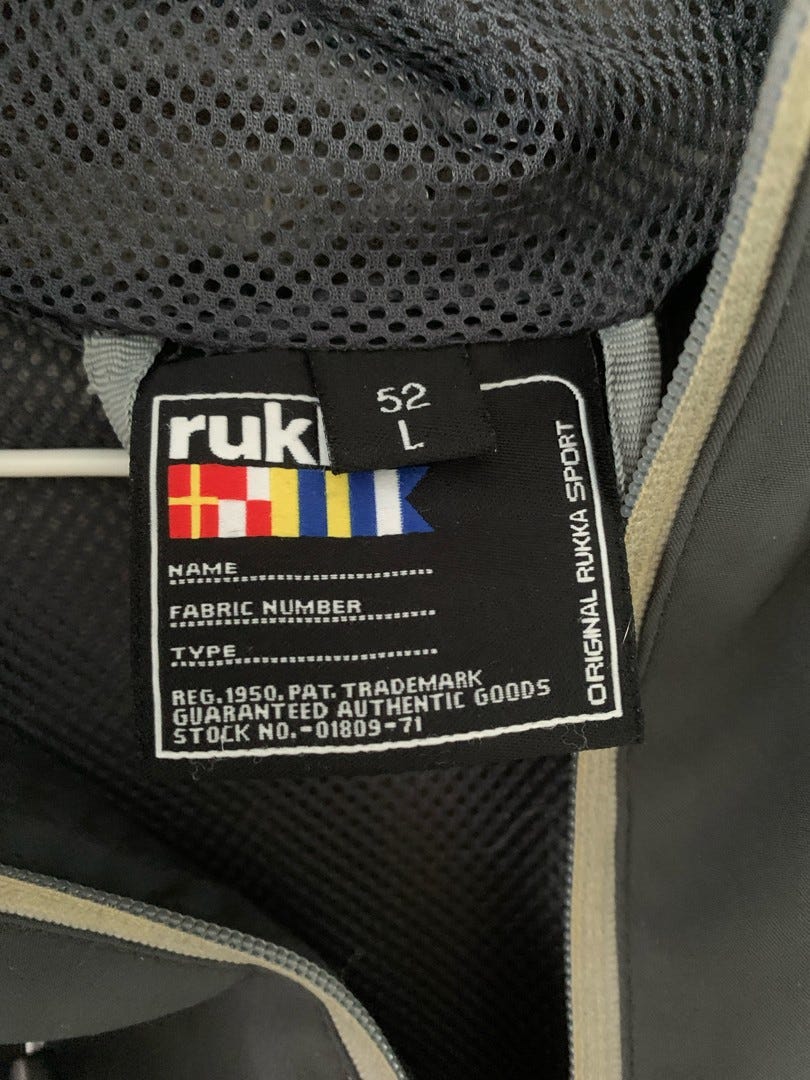 52
L
ruk
NAME
FABRIC NUMBER
TYPE
REG.1950. PAT. TRADEMARK
GUARANTEED AUTHENTIC GOODS
STOCK NO.-01809-71
ORIGINAL RUKKA SPORT